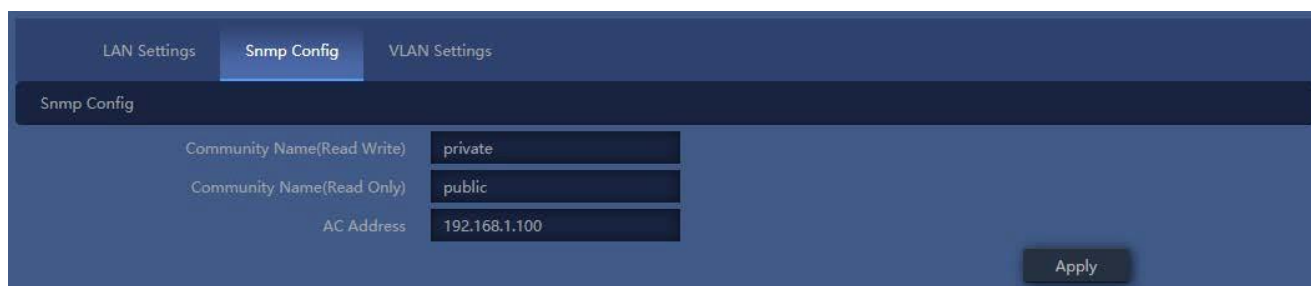 LAN Settings Snmp Config VLAN Settings
Snmp Config
Community Name(Read Write) private
Community Name(Read Only) public
AC Address 192.168.1.100
Apply